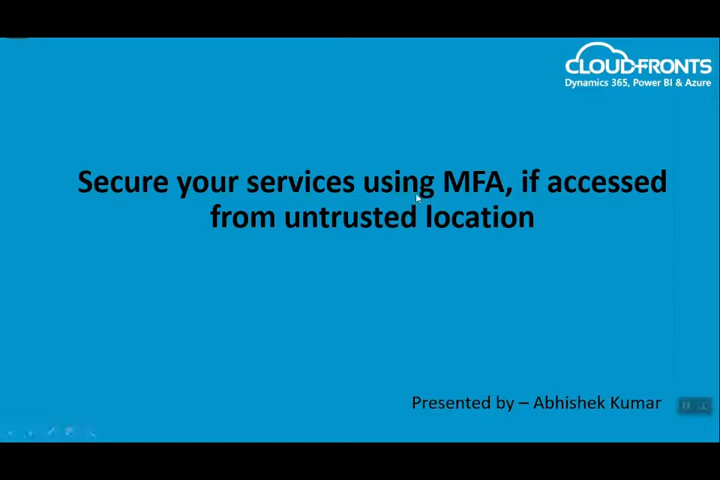 CLOUD-FRONTS
Dynamics 365, Power BI & Azure
Secure your services using MFA, if accessed
from untrusted location
Presented by – Abhishek Kumar